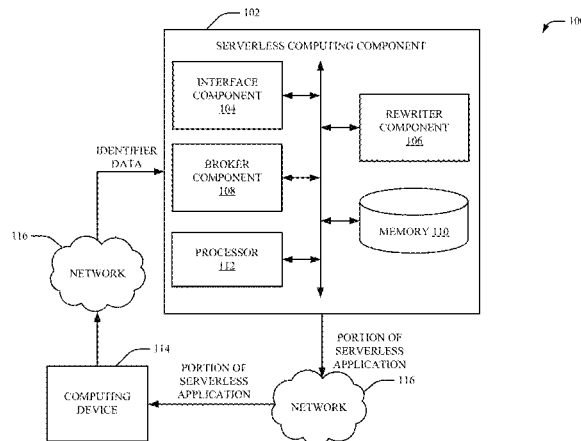 102
100
SERVERLESS COMPUTING COMPONENT
INTERFACE
COMPONENT
104
REWRITER
COMPONENT
106
IDENTIFIER
DATA
BROKER
COMPONENT
108
MEMORY 110
116
NETWORK
PROCESSOR
112
PORTION OF
SERVERLESS
APPLICATION
114
PORTION OF
SERVERLESS
APPLICATION
116
COMPUTING
DEVICE
NETWORK